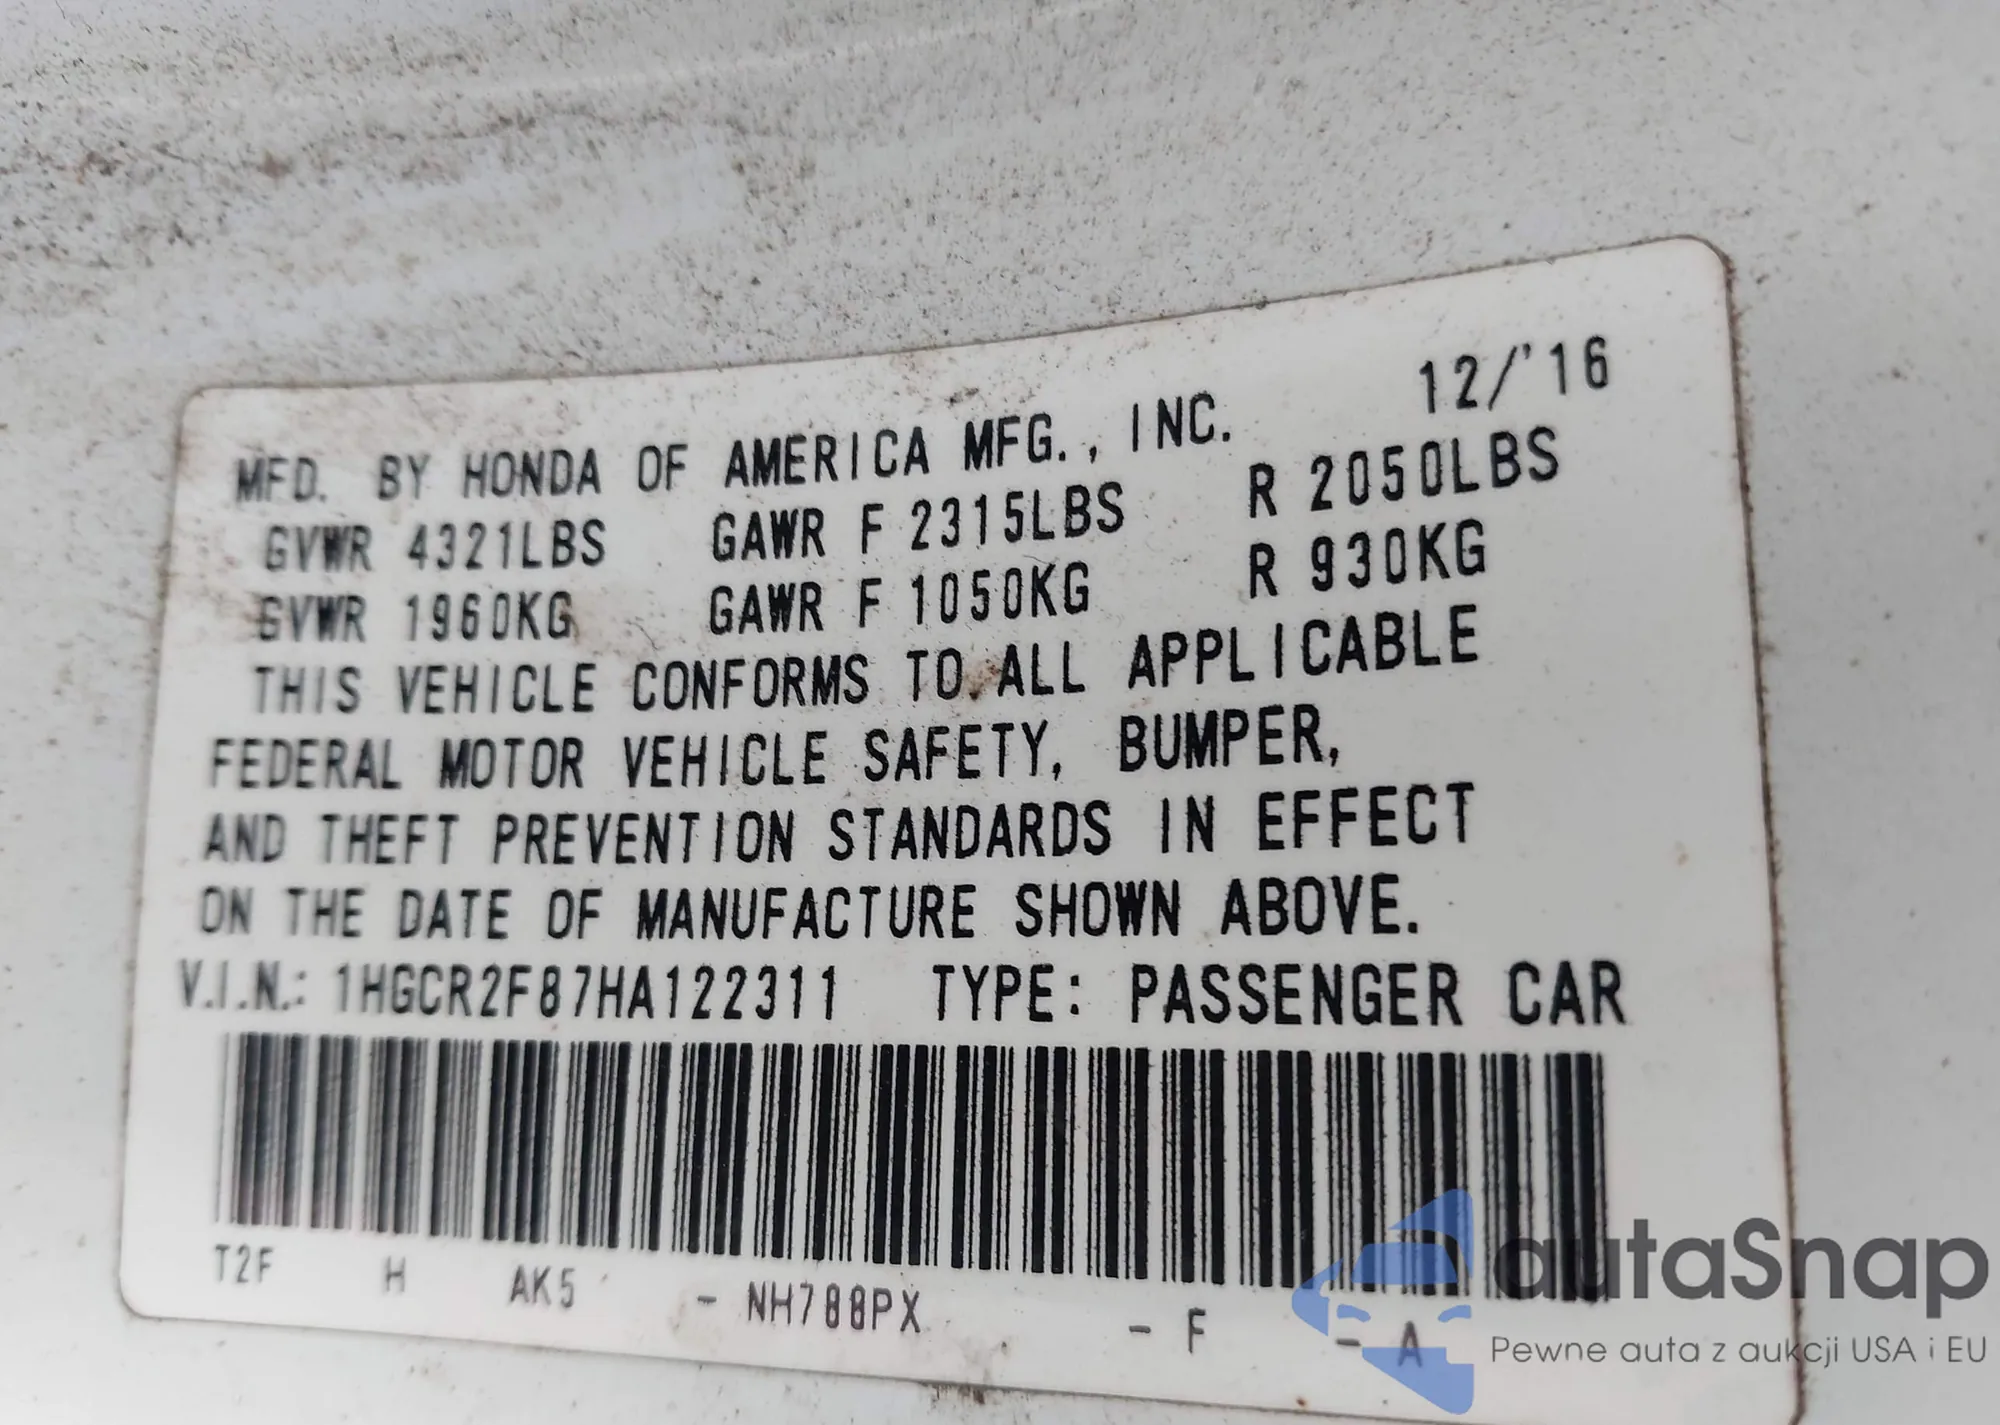 12/'16
MFD. BY HONDA OF AMERICA MFG., INC.
GVWR 4321LBS GAWR F 2315LBS R 2050LBS
GVWR 1960KG GAWR F 1050KG R 930KG
THIS VEHICLE CONFORMS TO ALL APPLICABLE
FEDERAL MOTOR VEHICLE SAFETY, BUMPER,
AND THEFT PREVENTION STANDARDS IN EFFECT
ON THE DATE OF MANUFACTURE SHOWN ABOVE.
V.I.N.: 1HGCR2F87HA122311 TYPE: PASSENGER CAR
T2F H AK5 - NH788PX - F - A
autaSnap
Pewne auta z aukcji USA i EU